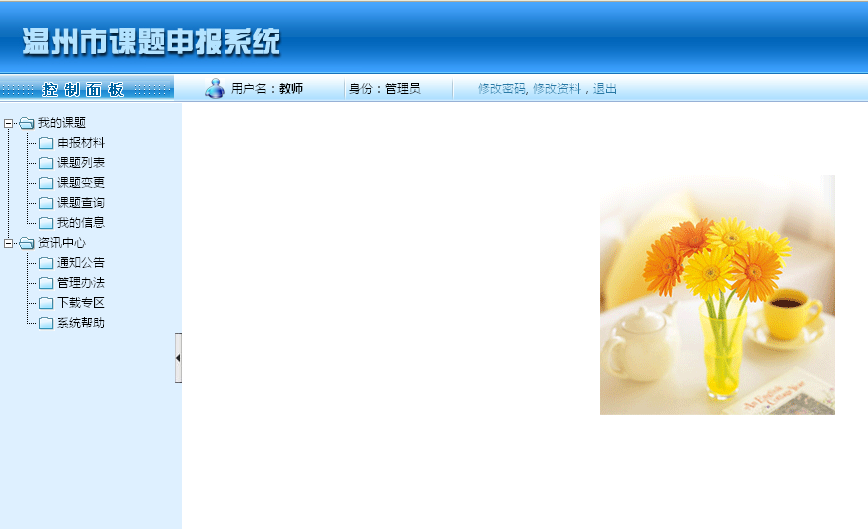 温州市课题申报系统
控制面板
用户名：教师 身份：管理员 修改密码, 修改资料，退出
我的课题
申报材料
课题列表
课题变更
课题查询
我的信息
资讯中心
通知公告
管理办法
下载专区
系统帮助
An English
Cottage Year